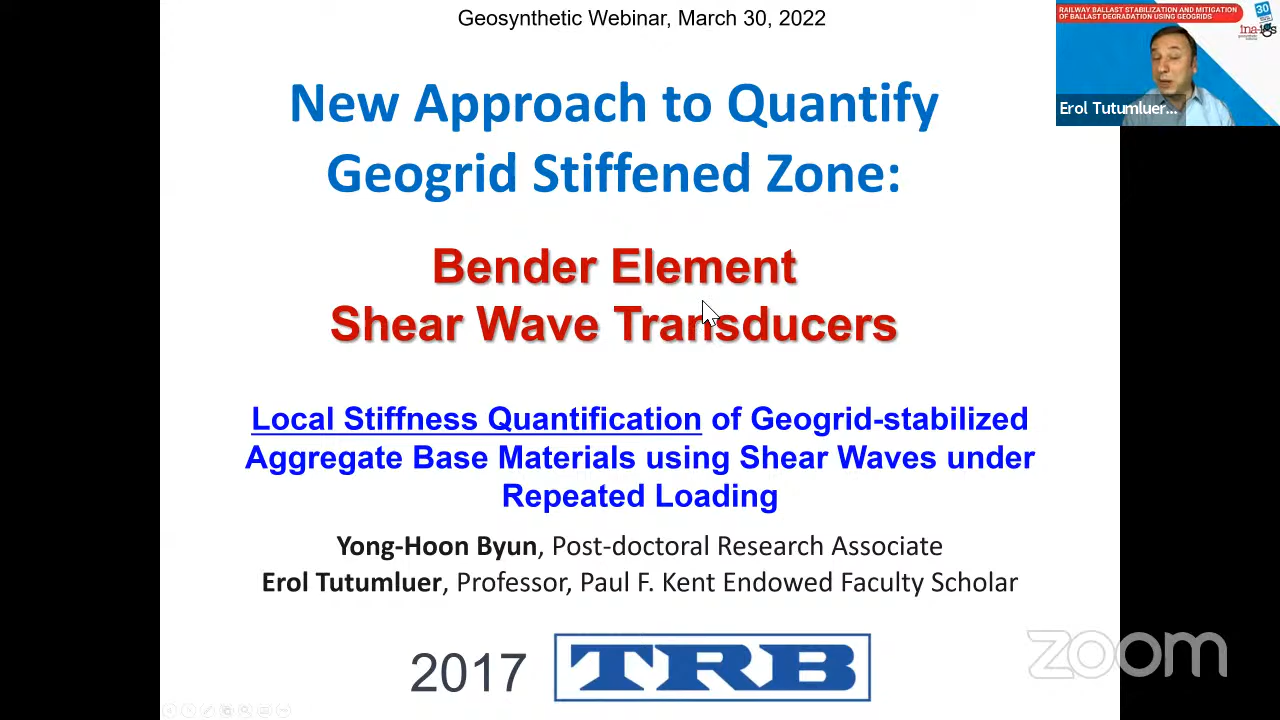 Geosynthetic Webinar, March 30, 2022
RAILWAY BALLAST STABILIZATION AND MITIGATION
OF BALLAST DEGRADATION USING GEOGRIDS
30
Erol Tutumluer...
New Approach to Quantify
Geogrid Stiffened Zone:
Bender Element
Shear Wave Transducers
Local Stiffness Quantification of Geogrid-stabilized
Aggregate Base Materials using Shear Waves under
Repeated Loading
Yong-Hoon Byun, Post-doctoral Research Associate
Erol Tutumluer, Professor, Paul F. Kent Endowed Faculty Scholar
2017 TRB
zoom